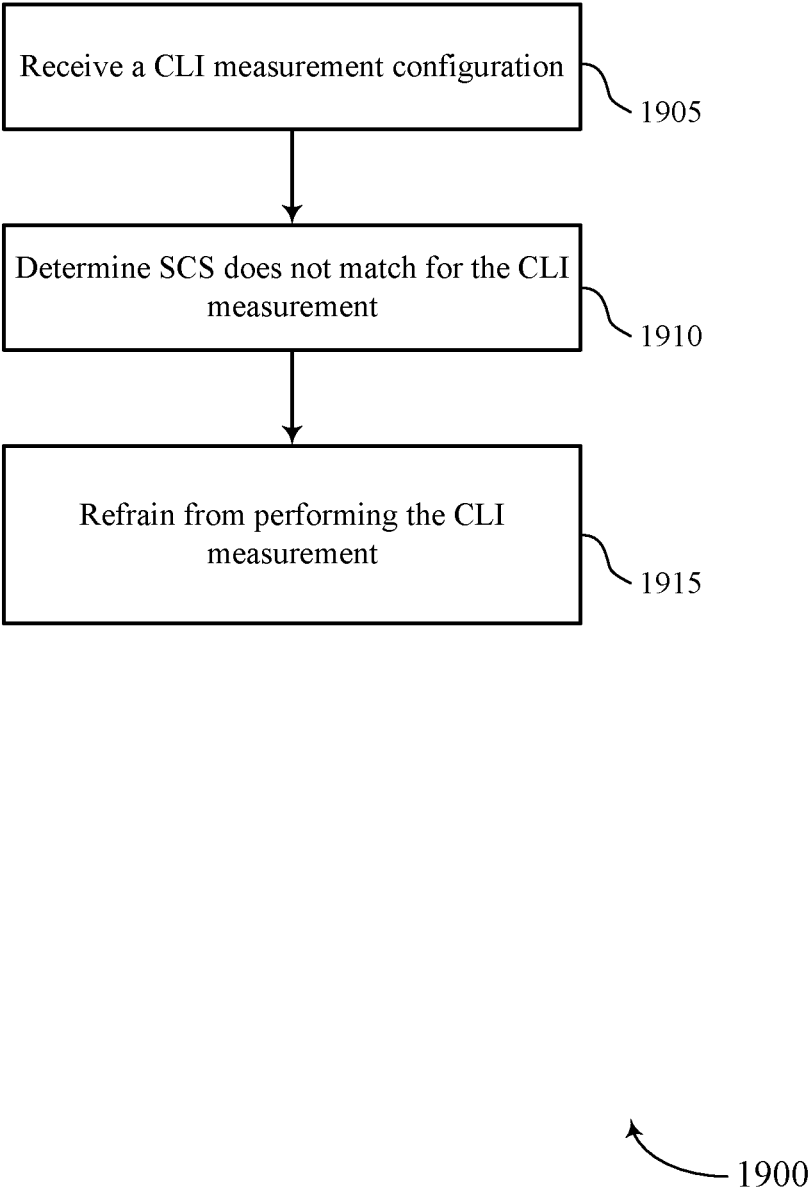 Receive a CLI measurement configuration
1905
Determine SCS does not match for the CLI
measurement
1910
Refrain from performing the CLI
measurement
1915
1900